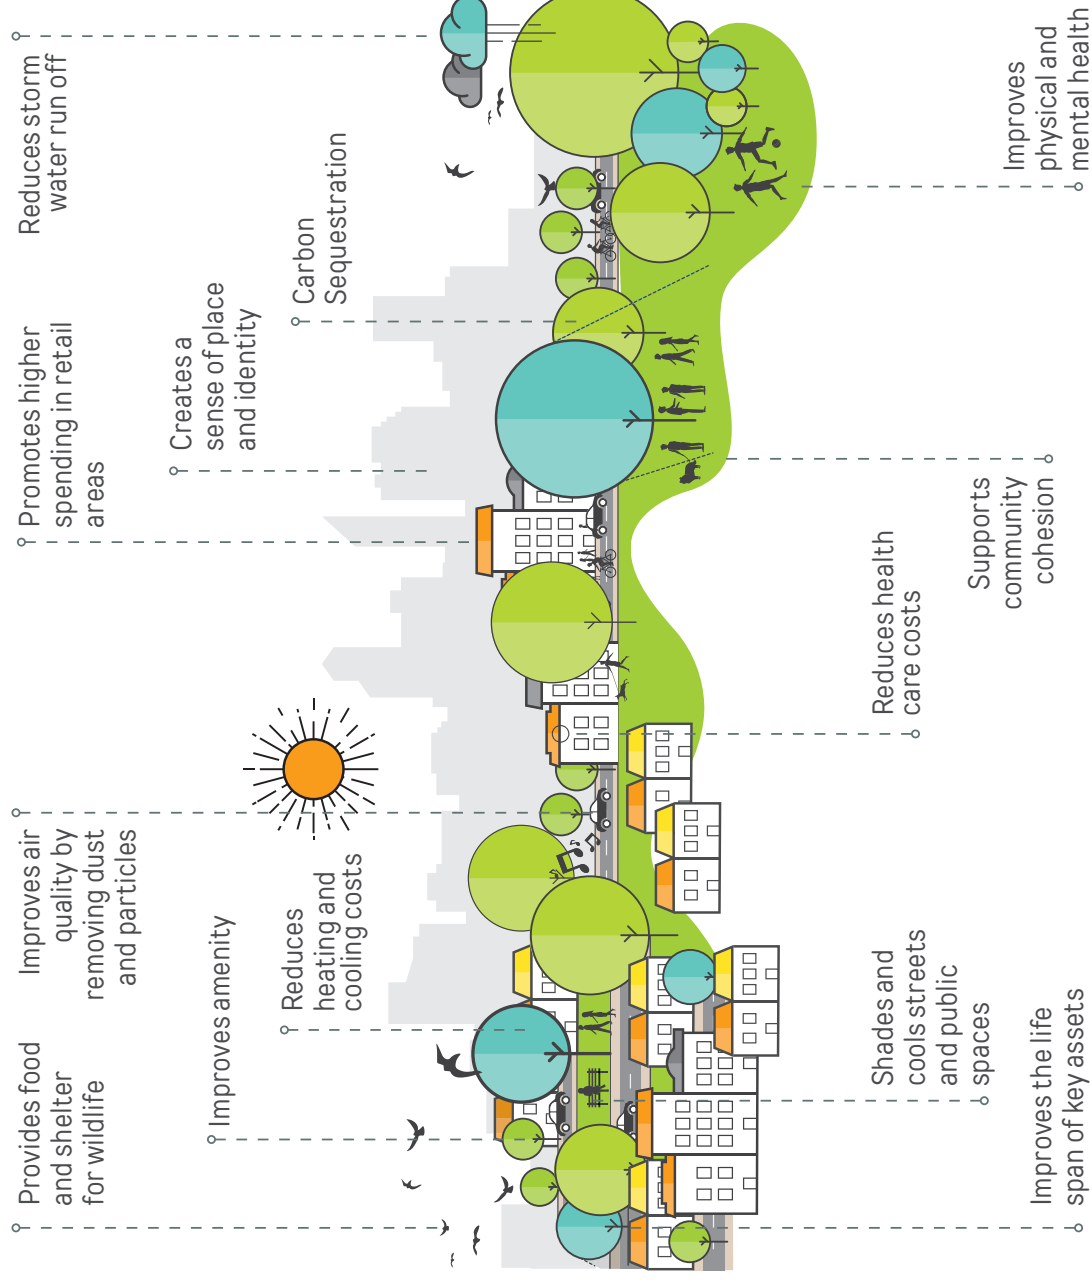 Provides food
and shelter
for wildlife
Improves amenity
Improves air
quality by
removing dust
and particles
Reduces
heating and
cooling costs
Promotes higher
spending in retail
areas
Creates a
sense of place
and identity
Carbon
Sequestration
Reduces storm
water run off
Improves the life
span of key assets
Shades and
cools streets
and public
spaces
Reduces health
care costs
Supports
community
cohesion
Improves
physical and
mental health